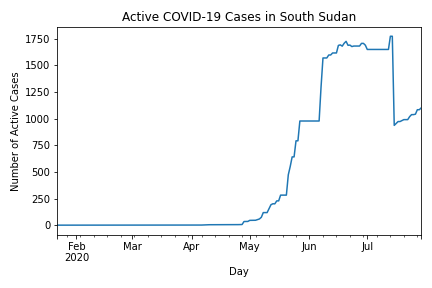 Active COVID-19 Cases in South Sudan
Number of Active Cases
1750
1500
1250
1000
750
500
250
0
Feb
2020
Mar
Apr
May
Jun
Jul
Day